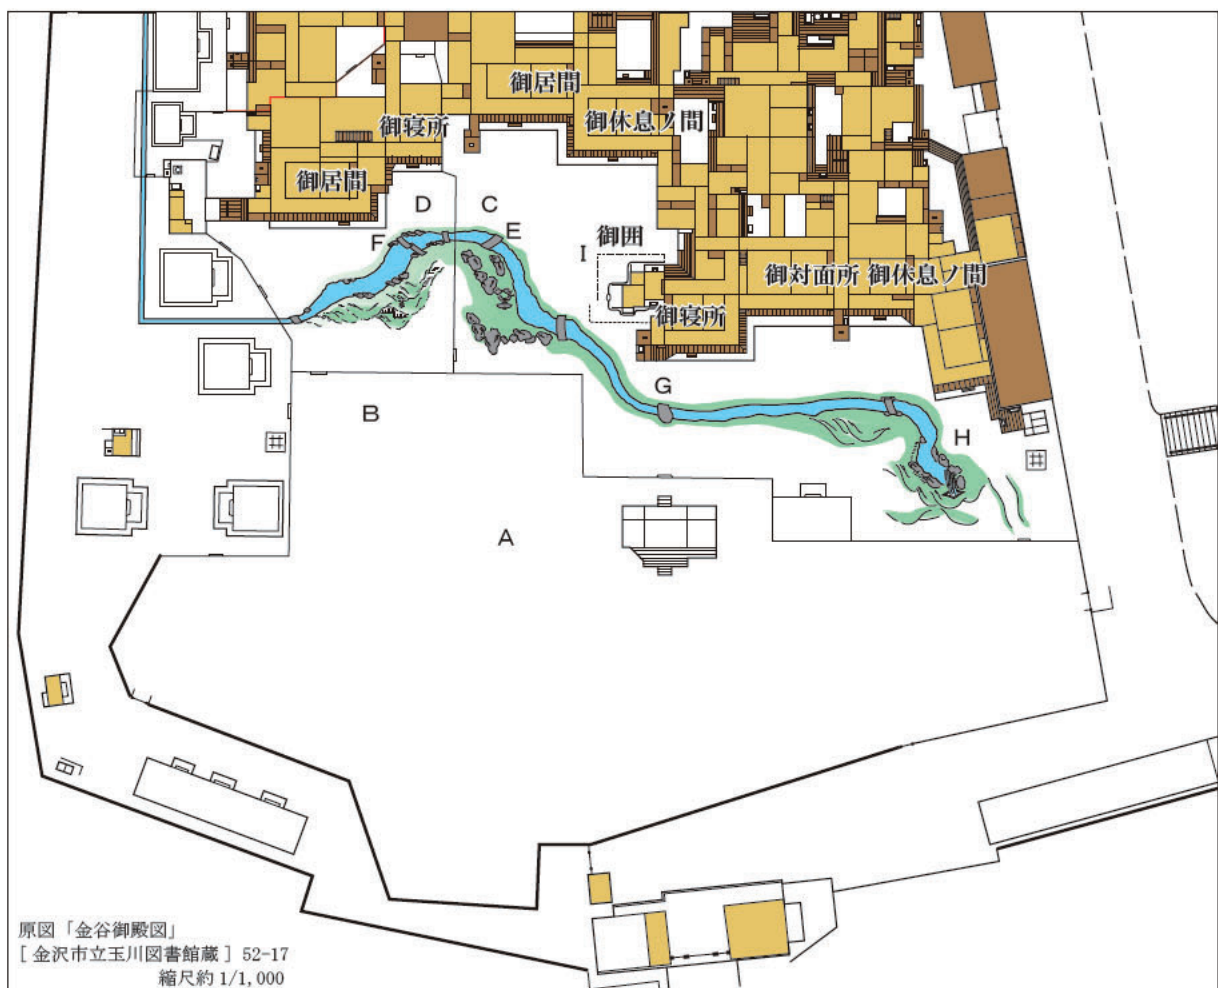 御居間
御寝所
御休息ノ間
御居間
D
C
F
E
I
御囲
御対面所 御休息ノ間
御寝所
B
G
H
A
原図「金谷御殿図」
[金沢市立玉川図書館蔵] 52-17
縮尺約 1/1,000